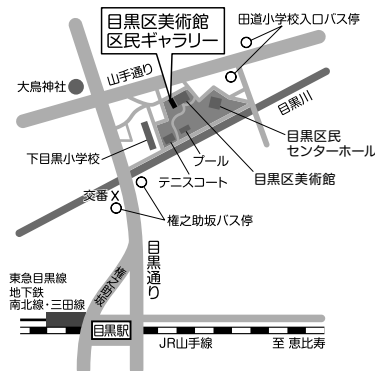 目黒区美術館
区民ギャラリー
田道小学校入口バス停
山手通り
大鳥神社
目黒川
目黒区民
センターホール
下目黒小学校
プール
目黒区美術館
テニスコート
交番
権之助坂バス停
目黒通り
権之助坂
東急目黒線
地下鉄
南北線・三田線
目黒駅
JR山手線
至 恵比寿